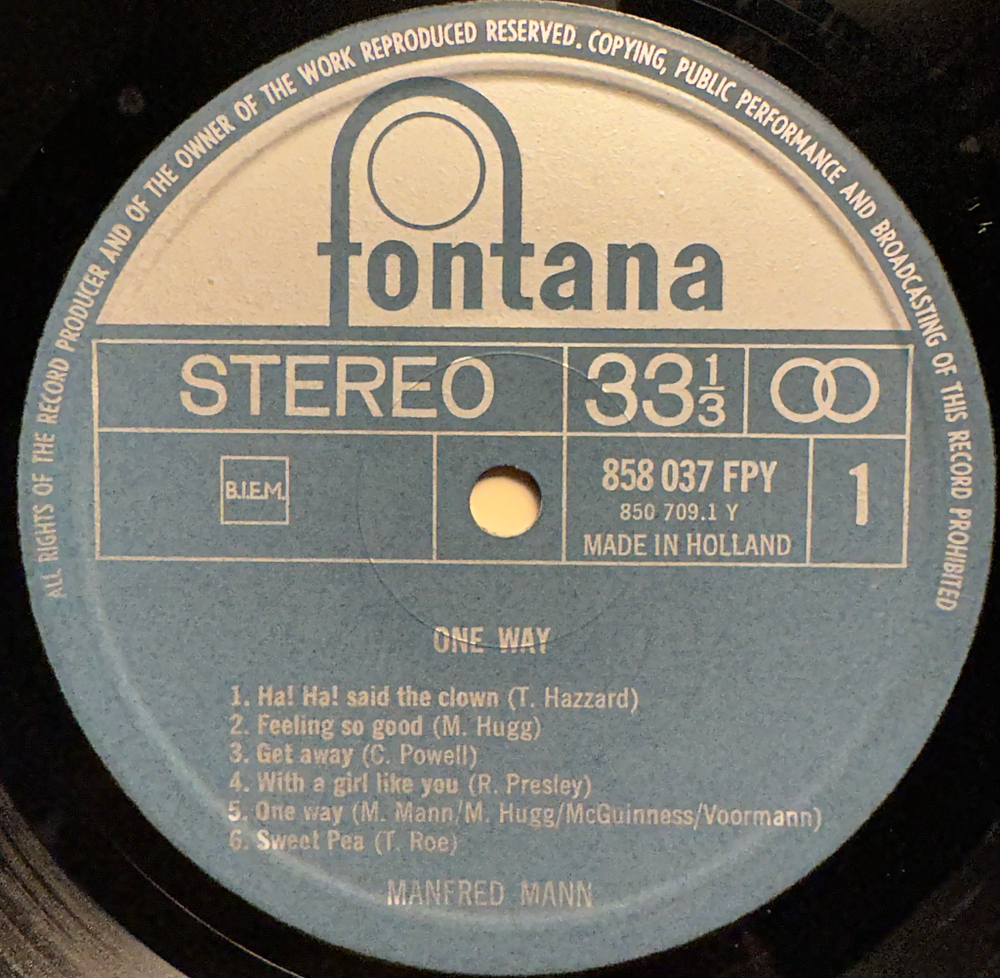 ALL RIGHTS OF THE RECORD PRODUCER AND OF THE OWNER OF THE WORK REPRODUCED RESERVED. COPYING, PUBLIC PERFORMANCE AND BROADCASTING OF THIS RECORD PROHIBITED
fontana
STEREO 33 1/3
B.I.E.M. 858 037 FPY 1
850 709.1 Y
MADE IN HOLLAND
ONE WAY
1. Ha! Ha! said the clown (T. Hazzard)
2. Feeling so good (M. Hugg)
3. Get away (C. Powell)
4. With a girl like you (R. Presley)
5. One way (M. Mann/M. Hugg/McGuinness/Voormann)
6. Sweet Pea (T. Roe)
MANFRED MANN